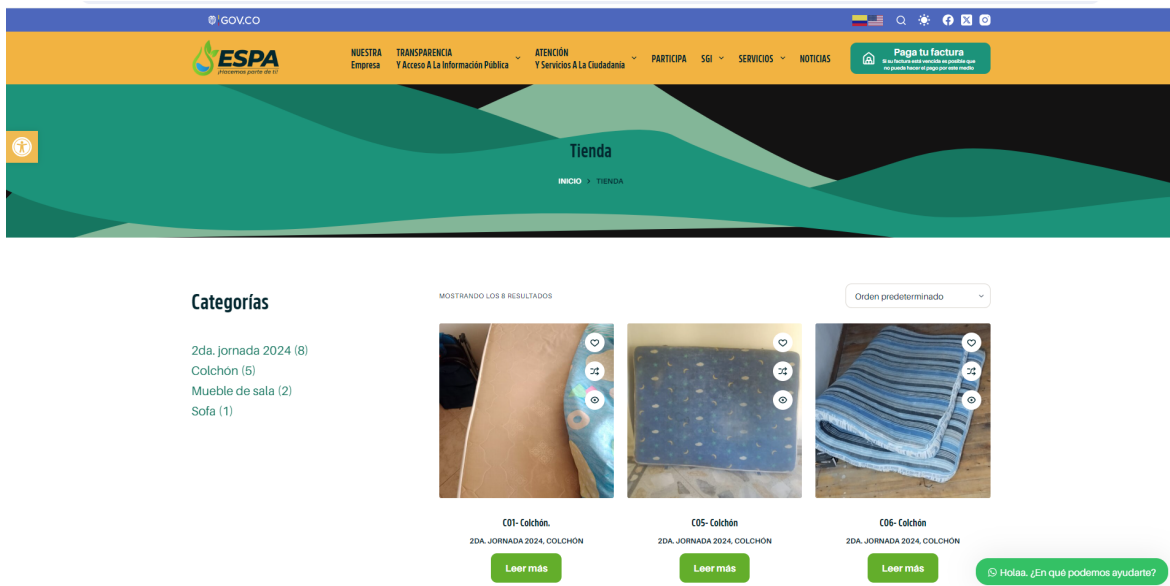 GOV.CO
ESPA
¡Hacemos parte de ti!
NUESTRA
Empresa
TRANSPARENCIA
Y Acceso A La Información Pública
ATENCIÓN
Y Servicios A La Ciudadanía
PARTICIPA
SGI
SERVICIOS
NOTICIAS
Paga tu factura
Si su factura está vencida es posible que
no pueda hacer el pago por este medio
Tienda
INICIO > TIENDA
Categorías
2da. jornada 2024 (8)
Colchón (5)
Mueble de sala (2)
Sofa (1)
MOSTRANDO LOS 8 RESULTADOS
Orden predeterminado
C01- Colchón.
2DA. JORNADA 2024, COLCHÓN
Leer más
C05- Colchón
2DA. JORNADA 2024, COLCHÓN
Leer más
C06- Colchón
2DA. JORNADA 2024, COLCHÓN
Leer más
Holaa. ¿En qué podemos ayudarte?